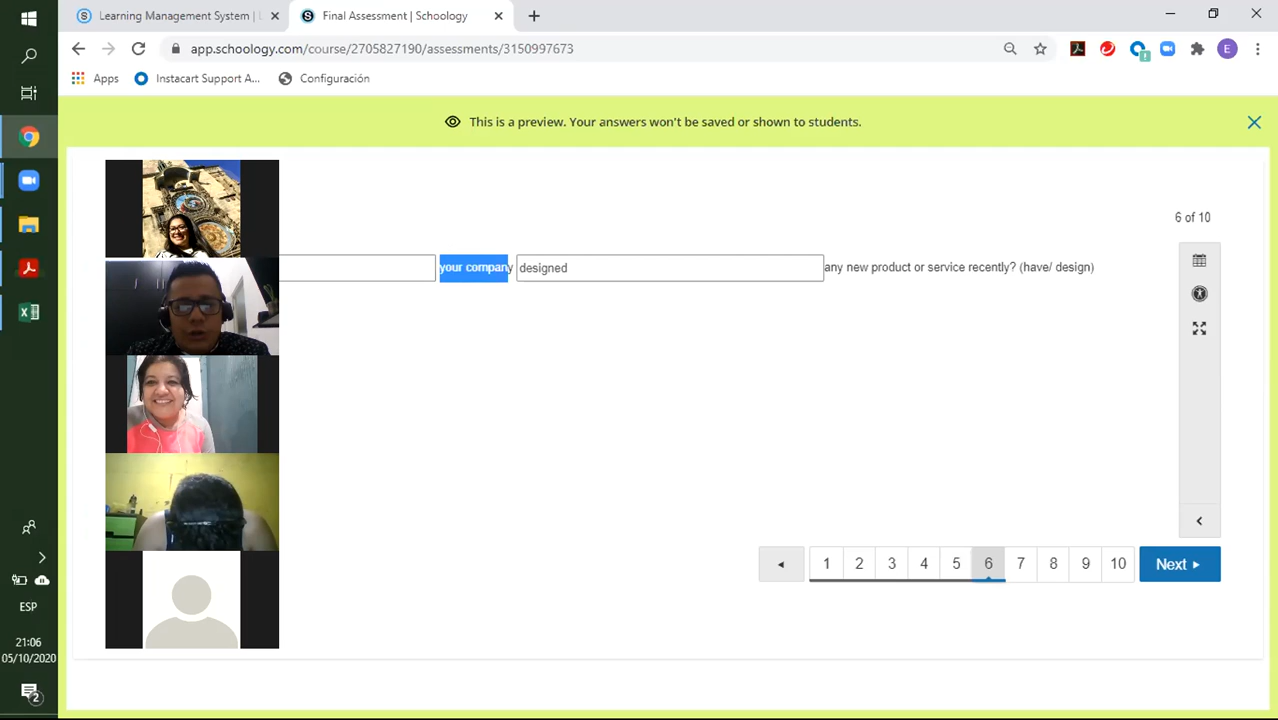 Learning Management System |
Final Assessment | Schoology
app.schoology.com/course/2705827190/assessments/3150997673
E
Apps
Instacart Support A...
Configuración
This is a preview. Your answers won't be saved or shown to students.
6 of 10
your company designed any new product or service recently? (have/ design)
1 2 3 4 5 6 7 8 9 10 Next
ESP
21:06
05/10/2020
2